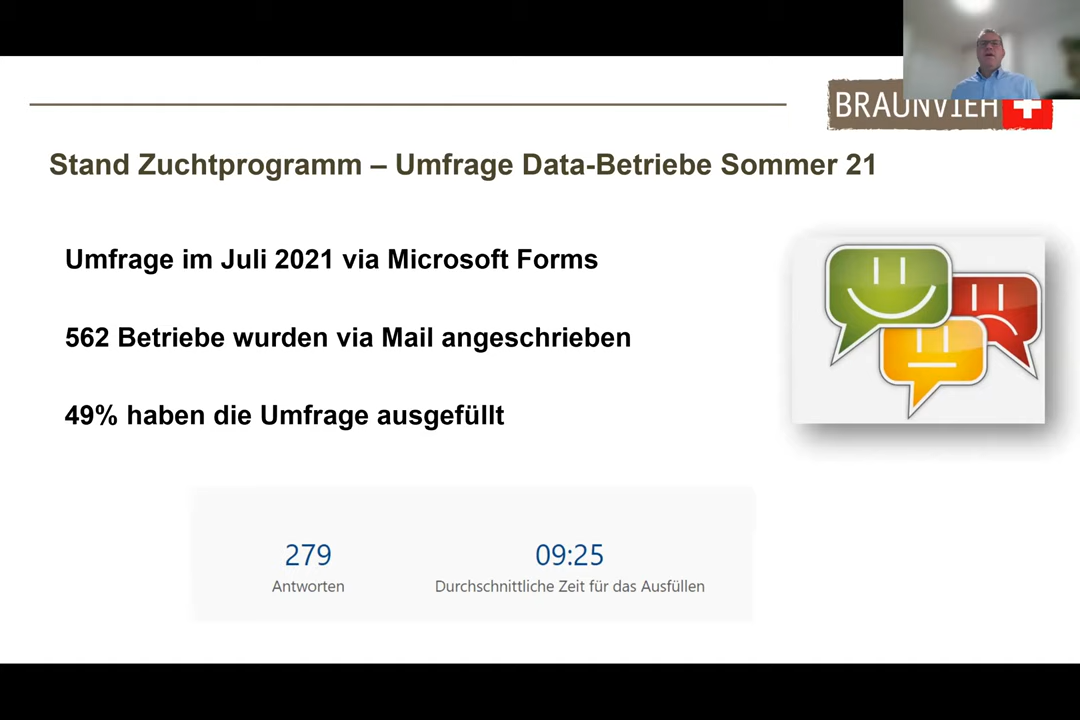 BRAUNVIEH
Stand Zuchtprogramm – Umfrage Data-Betriebe Sommer 21
Umfrage im Juli 2021 via Microsoft Forms
562 Betriebe wurden via Mail angeschrieben
49% haben die Umfrage ausgefüllt
279
Antworten
09:25
Durchschnittliche Zeit für das Ausfüllen